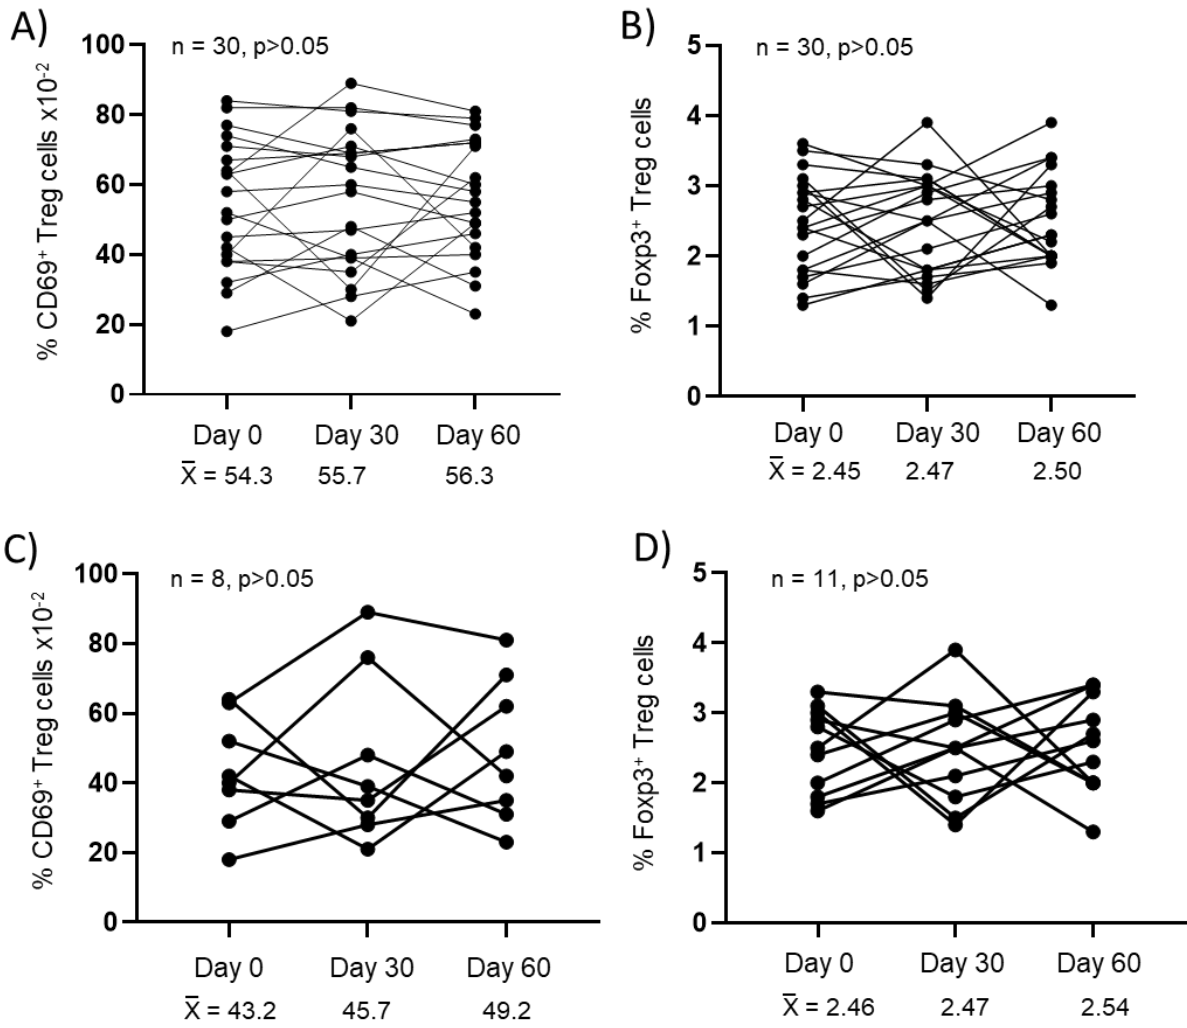 A)
n = 30, p>0.05
% CD69⁺ Treg cells x10⁻²
100
80
60
40
20
0
Day 0 Day 30 Day 60
X̅ = 54.3 55.7 56.3
B)
n = 30, p>0.05
% Foxp3⁺ Treg cells
5
4
3
2
1
0
Day 0 Day 30 Day 60
X̅ = 2.45 2.47 2.50
C)
n = 8, p>0.05
% CD69⁺ Treg cells x10⁻²
100
80
60
40
20
0
Day 0 Day 30 Day 60
X̅ = 43.2 45.7 49.2
D)
n = 11, p>0.05
% Foxp3⁺ Treg cells
5
4
3
2
1
0
Day 0 Day 30 Day 60
X̅ = 2.46 2.47 2.54